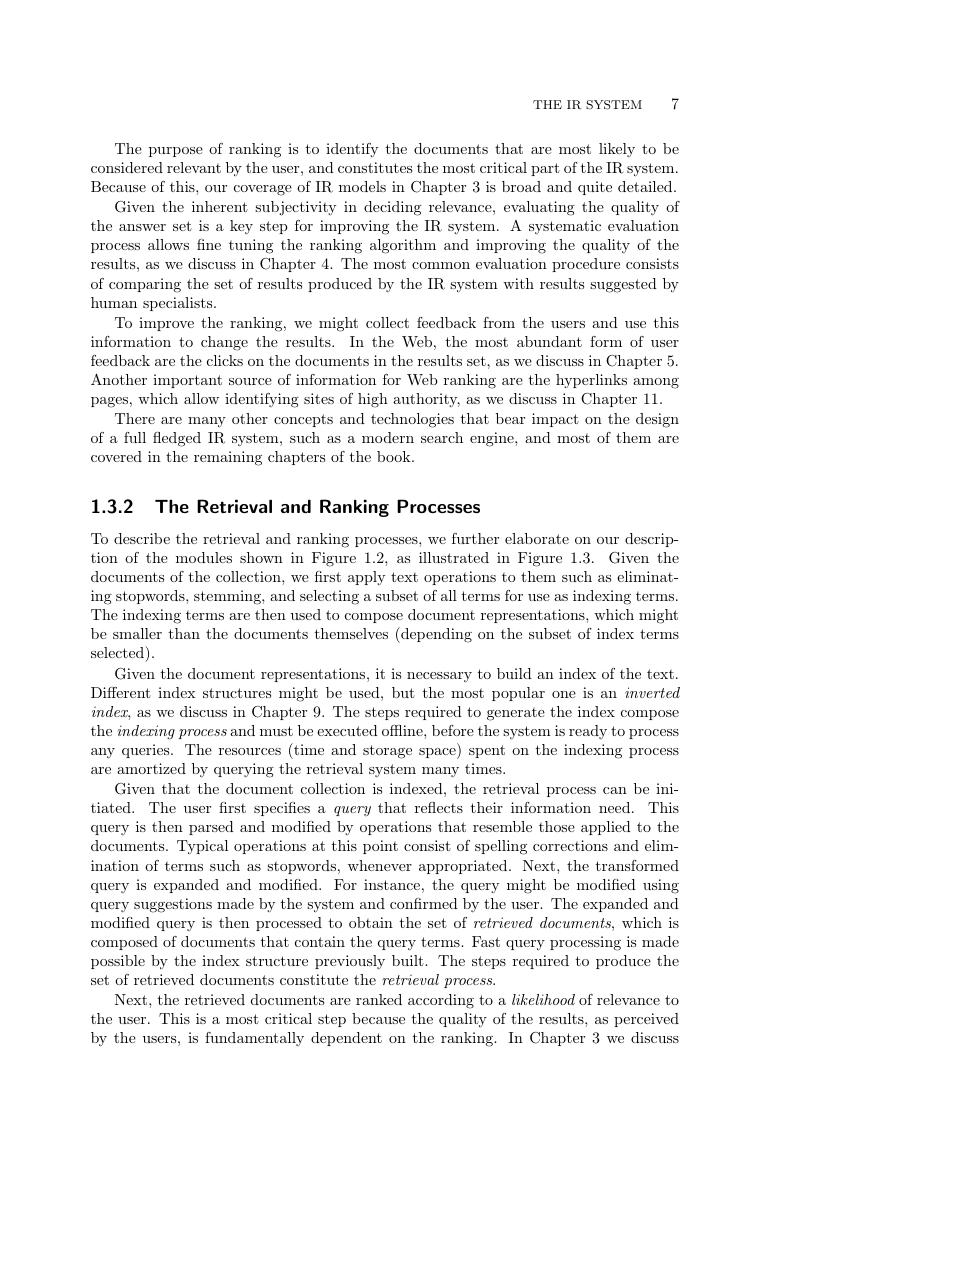 THE IR SYSTEM 7
The purpose of ranking is to identify the documents that are most likely to be
considered relevant by the user, and constitutes the most critical part of the IR system.
Because of this, our coverage of IR models in Chapter 3 is broad and quite detailed.
Given the inherent subjectivity in deciding relevance, evaluating the quality of
the answer set is a key step for improving the IR system. A systematic evaluation
process allows fine tuning the ranking algorithm and improving the quality of the
results, as we discuss in Chapter 4. The most common evaluation procedure consists
of comparing the set of results produced by the IR system with results suggested by
human specialists.
To improve the ranking, we might collect feedback from the users and use this
information to change the results. In the Web, the most abundant form of user
feedback are the clicks on the documents in the results set, as we discuss in Chapter 5.
Another important source of information for Web ranking are the hyperlinks among
pages, which allow identifying sites of high authority, as we discuss in Chapter 11.
There are many other concepts and technologies that bear impact on the design
of a full fledged IR system, such as a modern search engine, and most of them are
covered in the remaining chapters of the book.
1.3.2 The Retrieval and Ranking Processes
To describe the retrieval and ranking processes, we further elaborate on our descrip-
tion of the modules shown in Figure 1.2, as illustrated in Figure 1.3. Given the
documents of the collection, we first apply text operations to them such as eliminat-
ing stopwords, stemming, and selecting a subset of all terms for use as indexing terms.
The indexing terms are then used to compose document representations, which might
be smaller than the documents themselves (depending on the subset of index terms
selected).
Given the document representations, it is necessary to build an index of the text.
Different index structures might be used, but the most popular one is an inverted
index, as we discuss in Chapter 9. The steps required to generate the index compose
the indexing process and must be executed offline, before the system is ready to process
any queries. The resources (time and storage space) spent on the indexing process
are amortized by querying the retrieval system many times.
Given that the document collection is indexed, the retrieval process can be ini-
tiated. The user first specifies a query that reflects their information need. This
query is then parsed and modified by operations that resemble those applied to the
documents. Typical operations at this point consist of spelling corrections and elim-
ination of terms such as stopwords, whenever appropriated. Next, the transformed
query is expanded and modified. For instance, the query might be modified using
query suggestions made by the system and confirmed by the user. The expanded and
modified query is then processed to obtain the set of retrieved documents, which is
composed of documents that contain the query terms. Fast query processing is made
possible by the index structure previously built. The steps required to produce the
set of retrieved documents constitute the retrieval process.
Next, the retrieved documents are ranked according to a likelihood of relevance to
the user. This is a most critical step because the quality of the results, as perceived
by the users, is fundamentally dependent on the ranking. In Chapter 3 we discuss